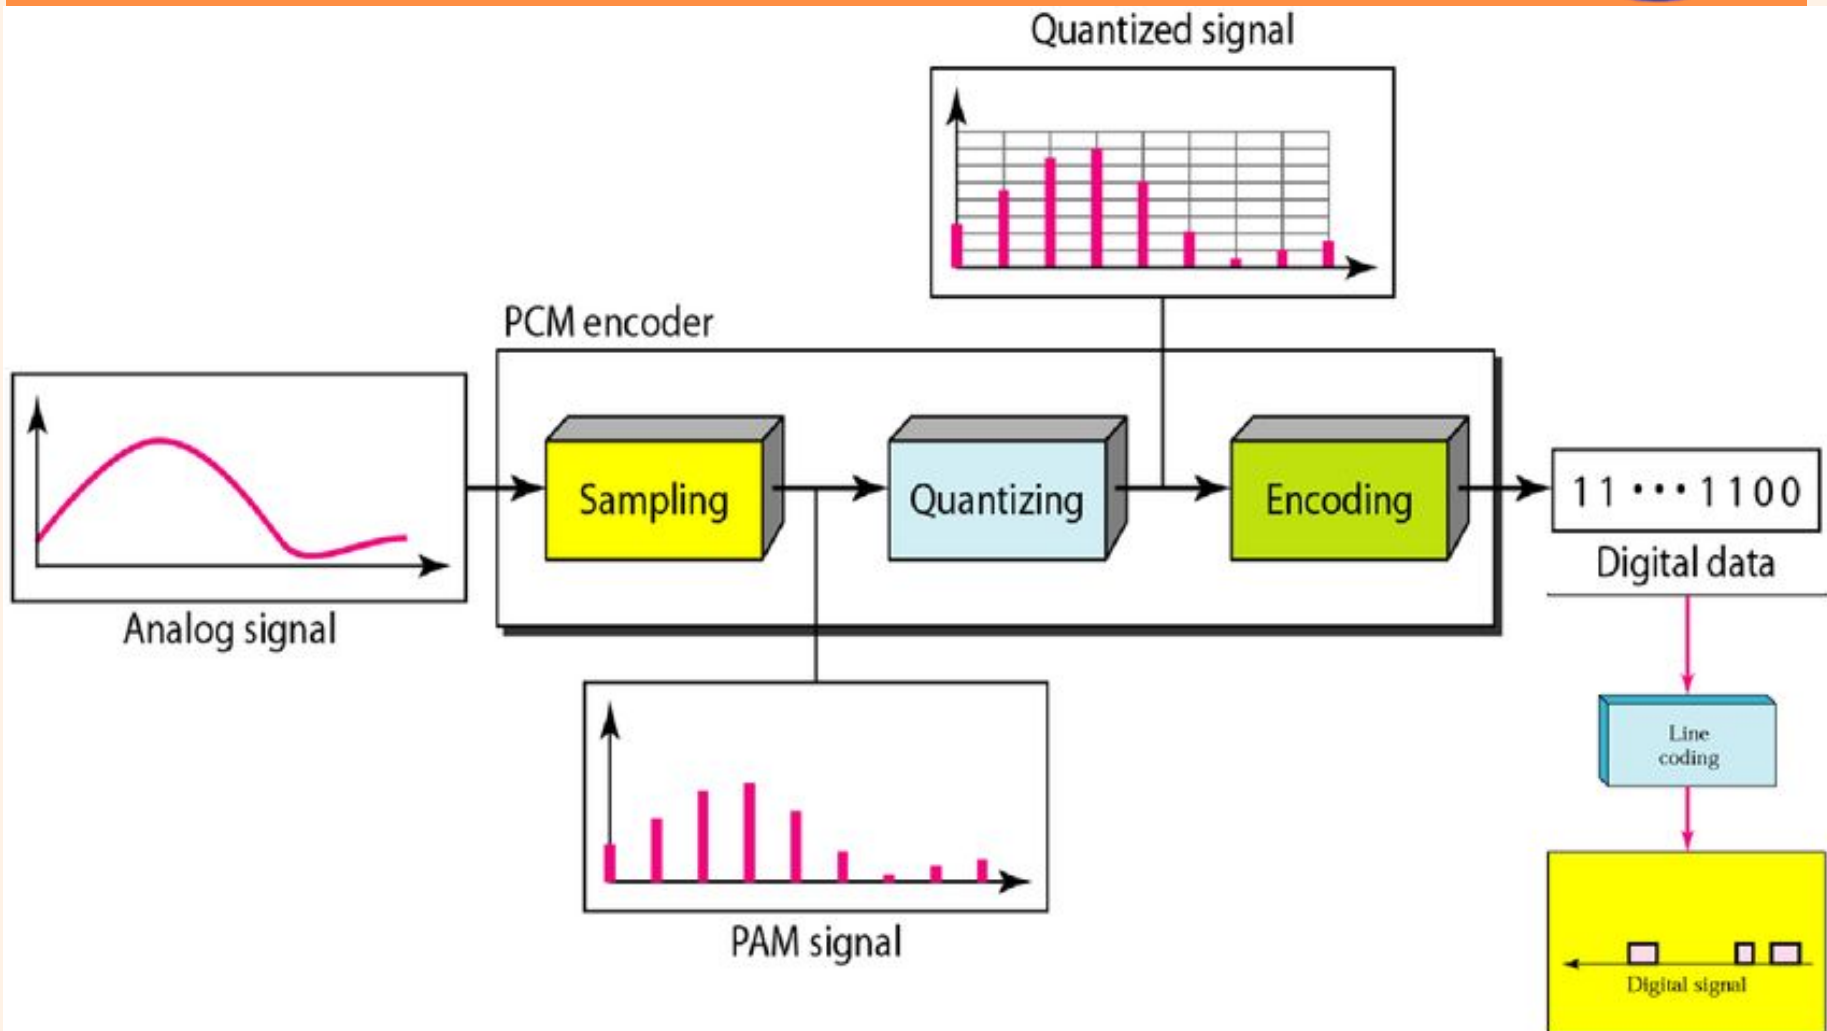 Quantized signal
PCM encoder
Sampling
Quantizing
Encoding
11 ••• 1100
Digital data
Analog signal
Line
coding
PAM signal
Digital signal